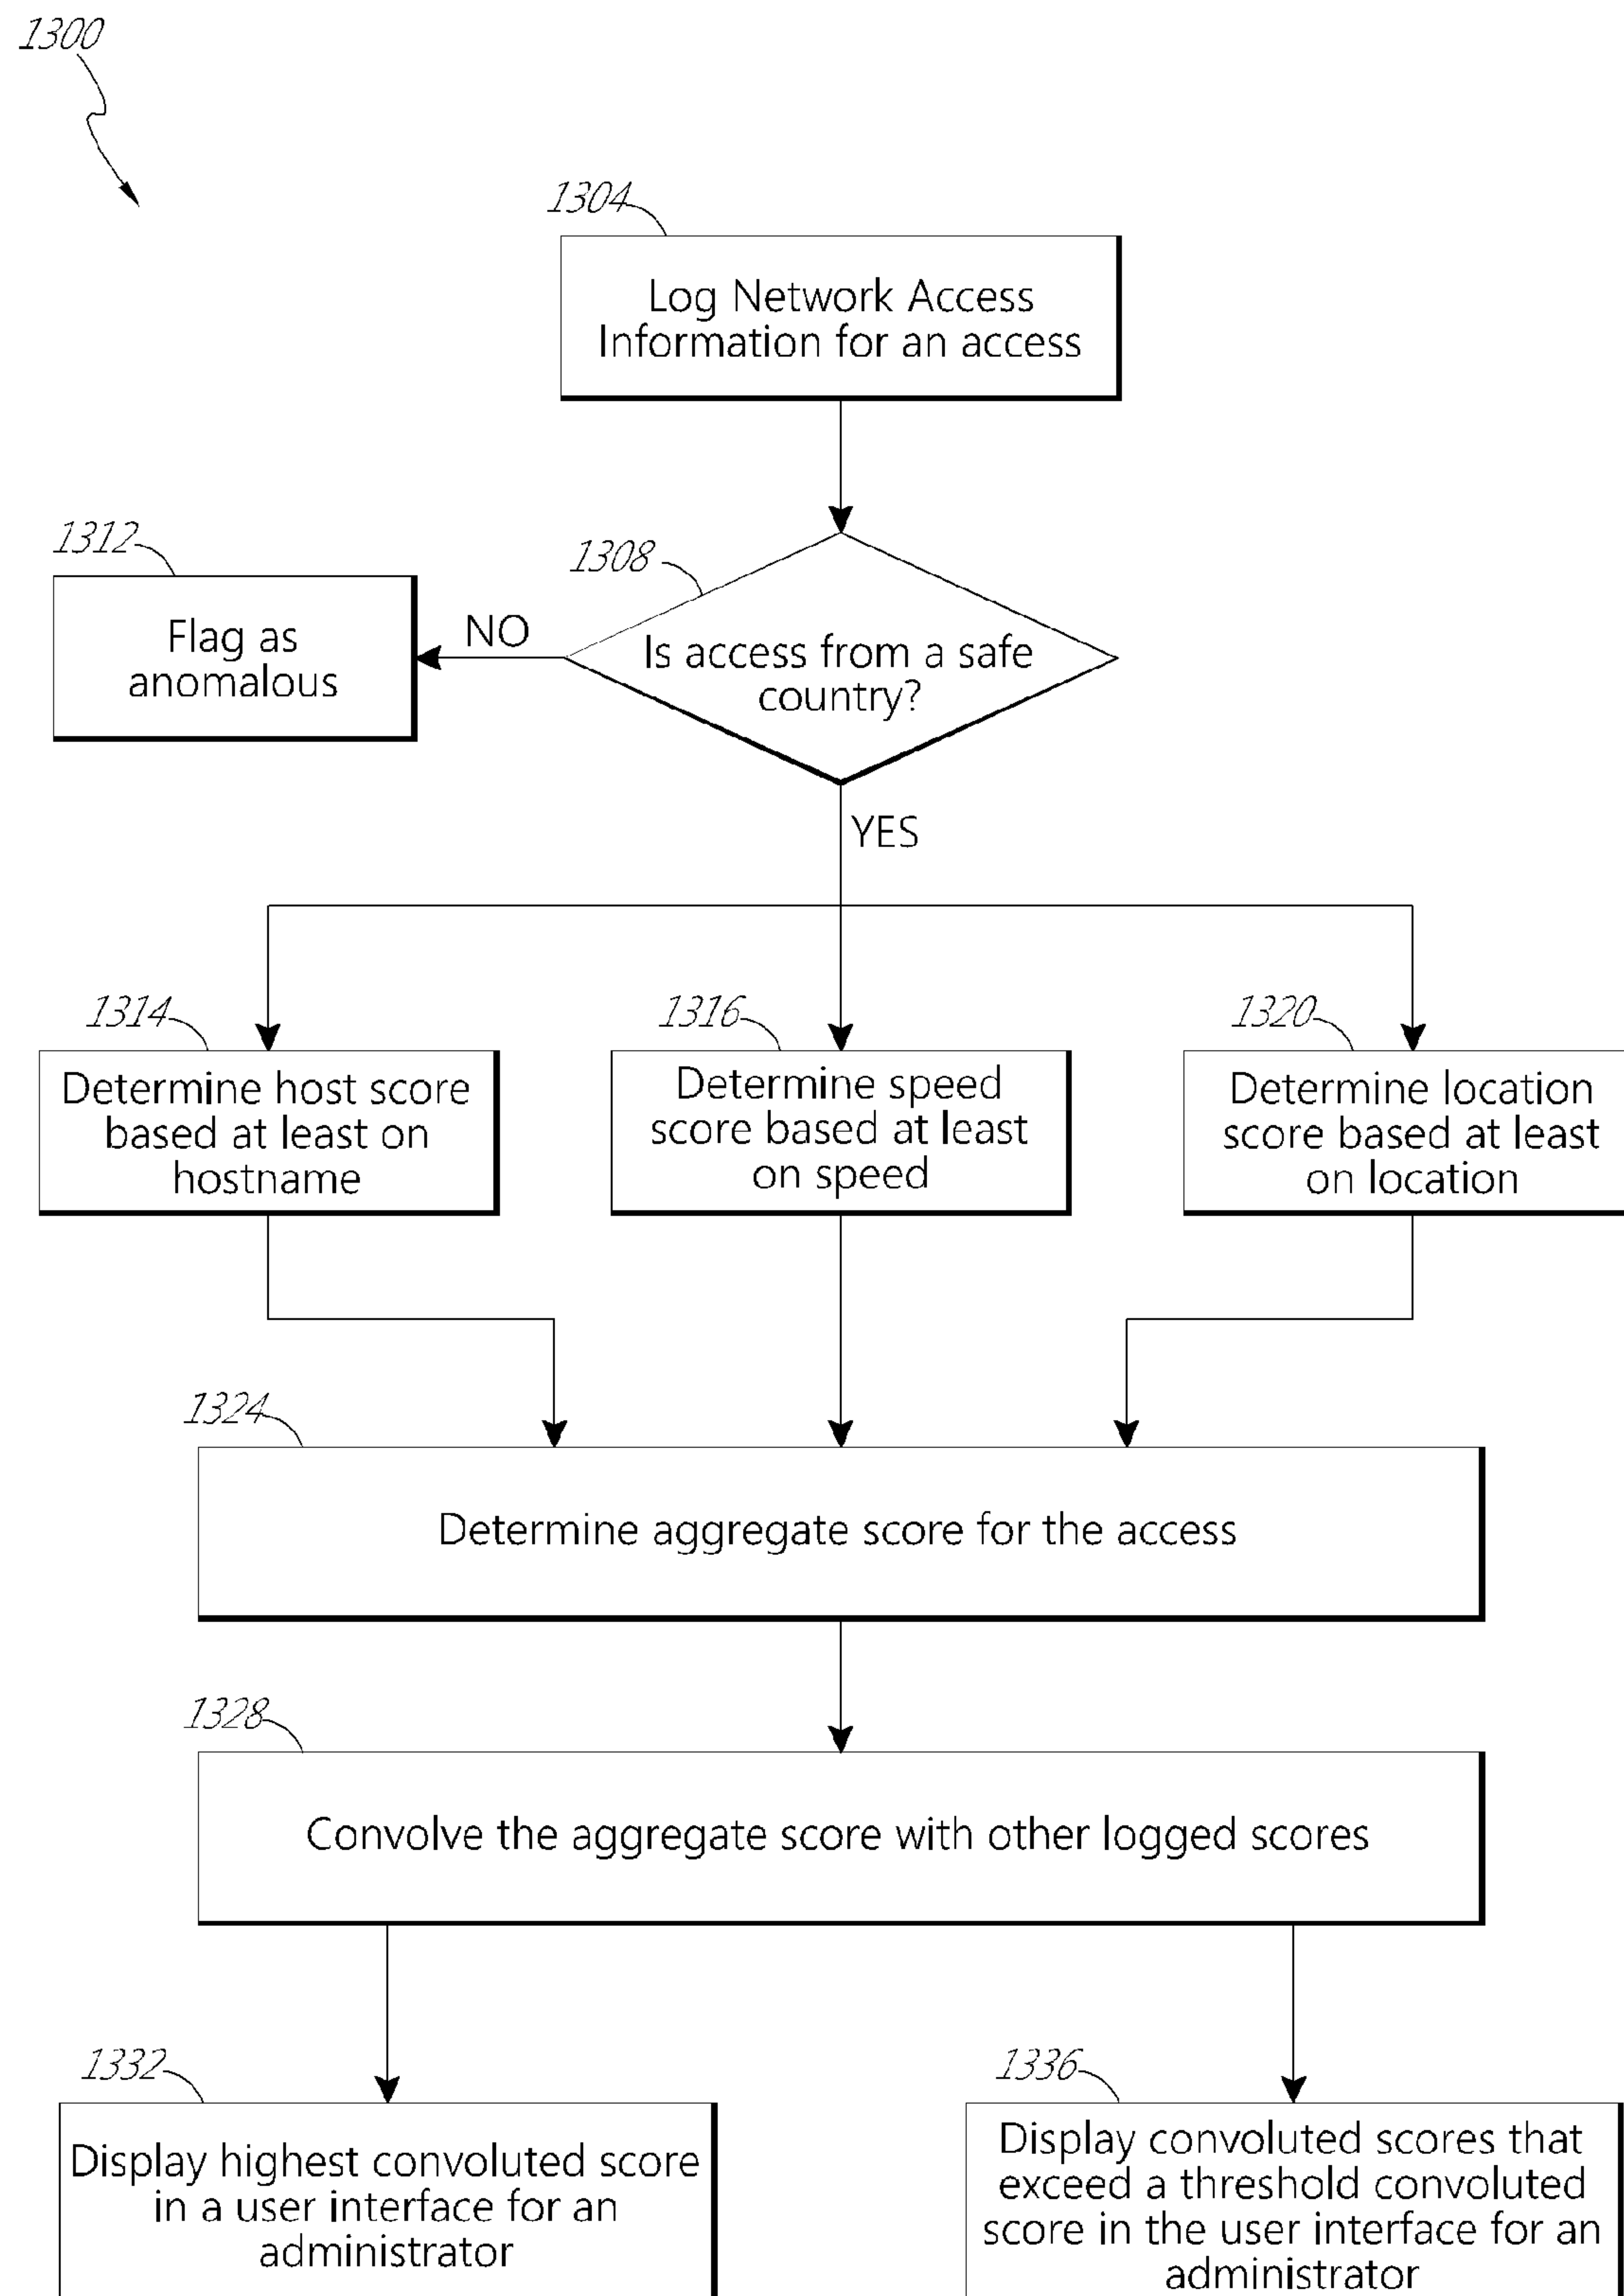 1300
1304
Log Network Access
Information for an access
1312
Flag as
anomalous
NO
1308
Is access from a safe
country?
YES
1314
Determine host score
based at least on
hostname
1316
Determine speed
score based at least
on speed
1320
Determine location
score based at least
on location
1324
Determine aggregate score for the access
1328
Convolve the aggregate score with other logged scores
1332
Display highest convoluted score
in a user interface for an
administrator
1336
Display convoluted scores that
exceed a threshold convoluted
score in the user interface for an
administrator